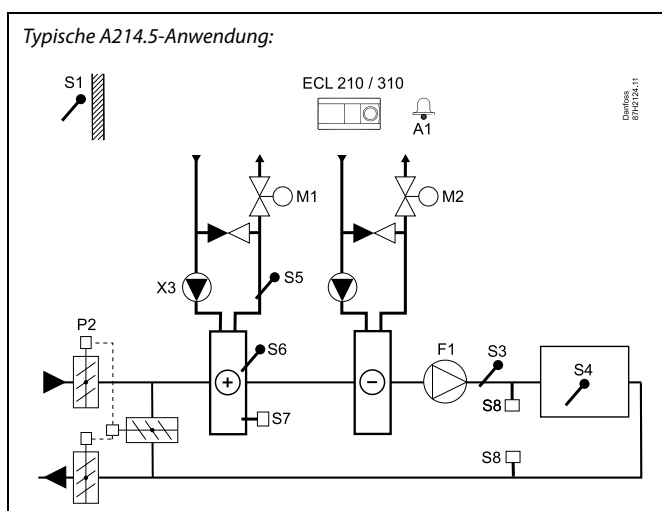 Typische A214.5-Anwendung:
S1
ECL 210 / 310
A1
Danfoss
87H2124.11
M1
M2
X3
S5
P2
S6
F1
S3
S4
S7
S8
S8